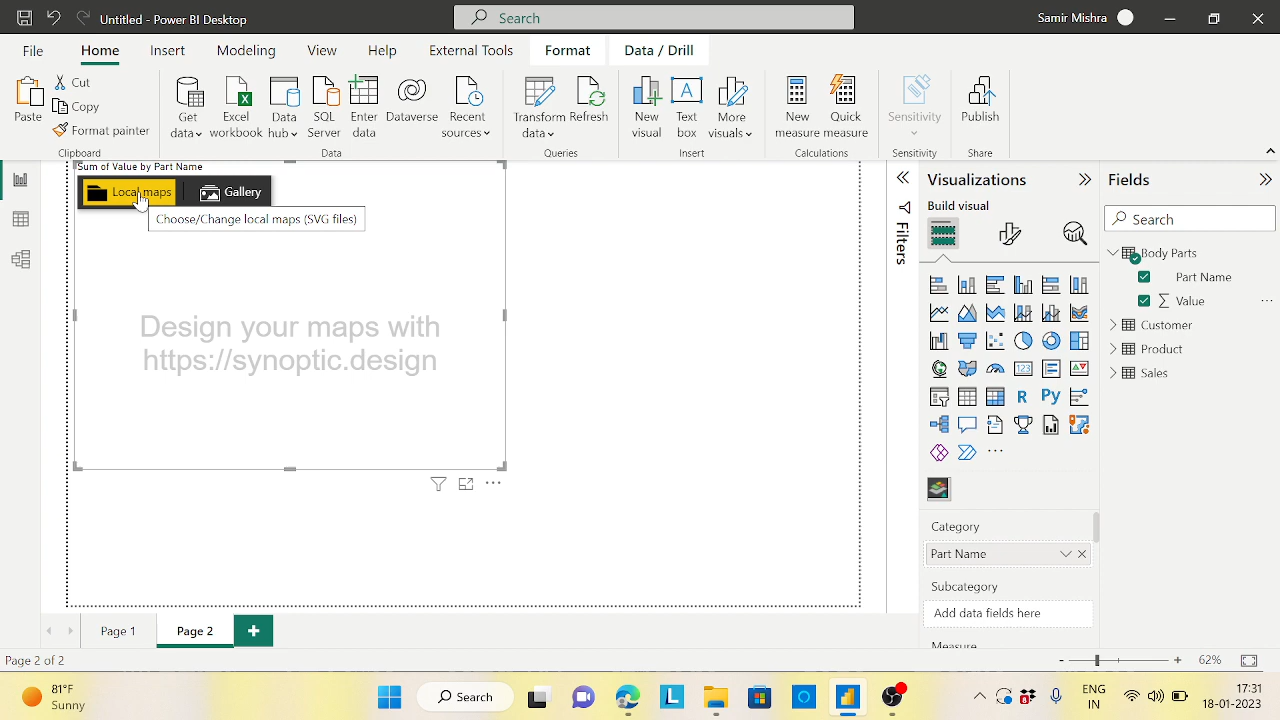 Untitled - Power BI Desktop
Search
Samir Mishra
File
Home
Insert
Modeling
View
Help
External Tools
Format
Data / Drill
Paste
Cut
Copy
Format painter
Clipboard
Get data
Excel workbook
Data hub
SQL Server
Enter data
Dataverse
Recent sources
Data
Transform data
Refresh
Queries
New visual
Text box
More visuals
Insert
New measure
Quick measure
Calculations
Sensitivity
Sensitivity
Publish
Share
Sum of Value by Part Name
Local maps
Gallery
Choose/Change local maps (SVG files)
Design your maps with
https://synoptic.design
Filters
Visualizations
Build visual
123
R
Py
Category
Part Name
Subcategory
Add data fields here
Measure
Fields
Search
Body Parts
Part Name
Σ Value
Customer
Product
Sales
Page 1
Page 2
Page 2 of 2
- + 62%
81°F
Sunny
Search
L
ENG
IN
17:31
18-01-2023